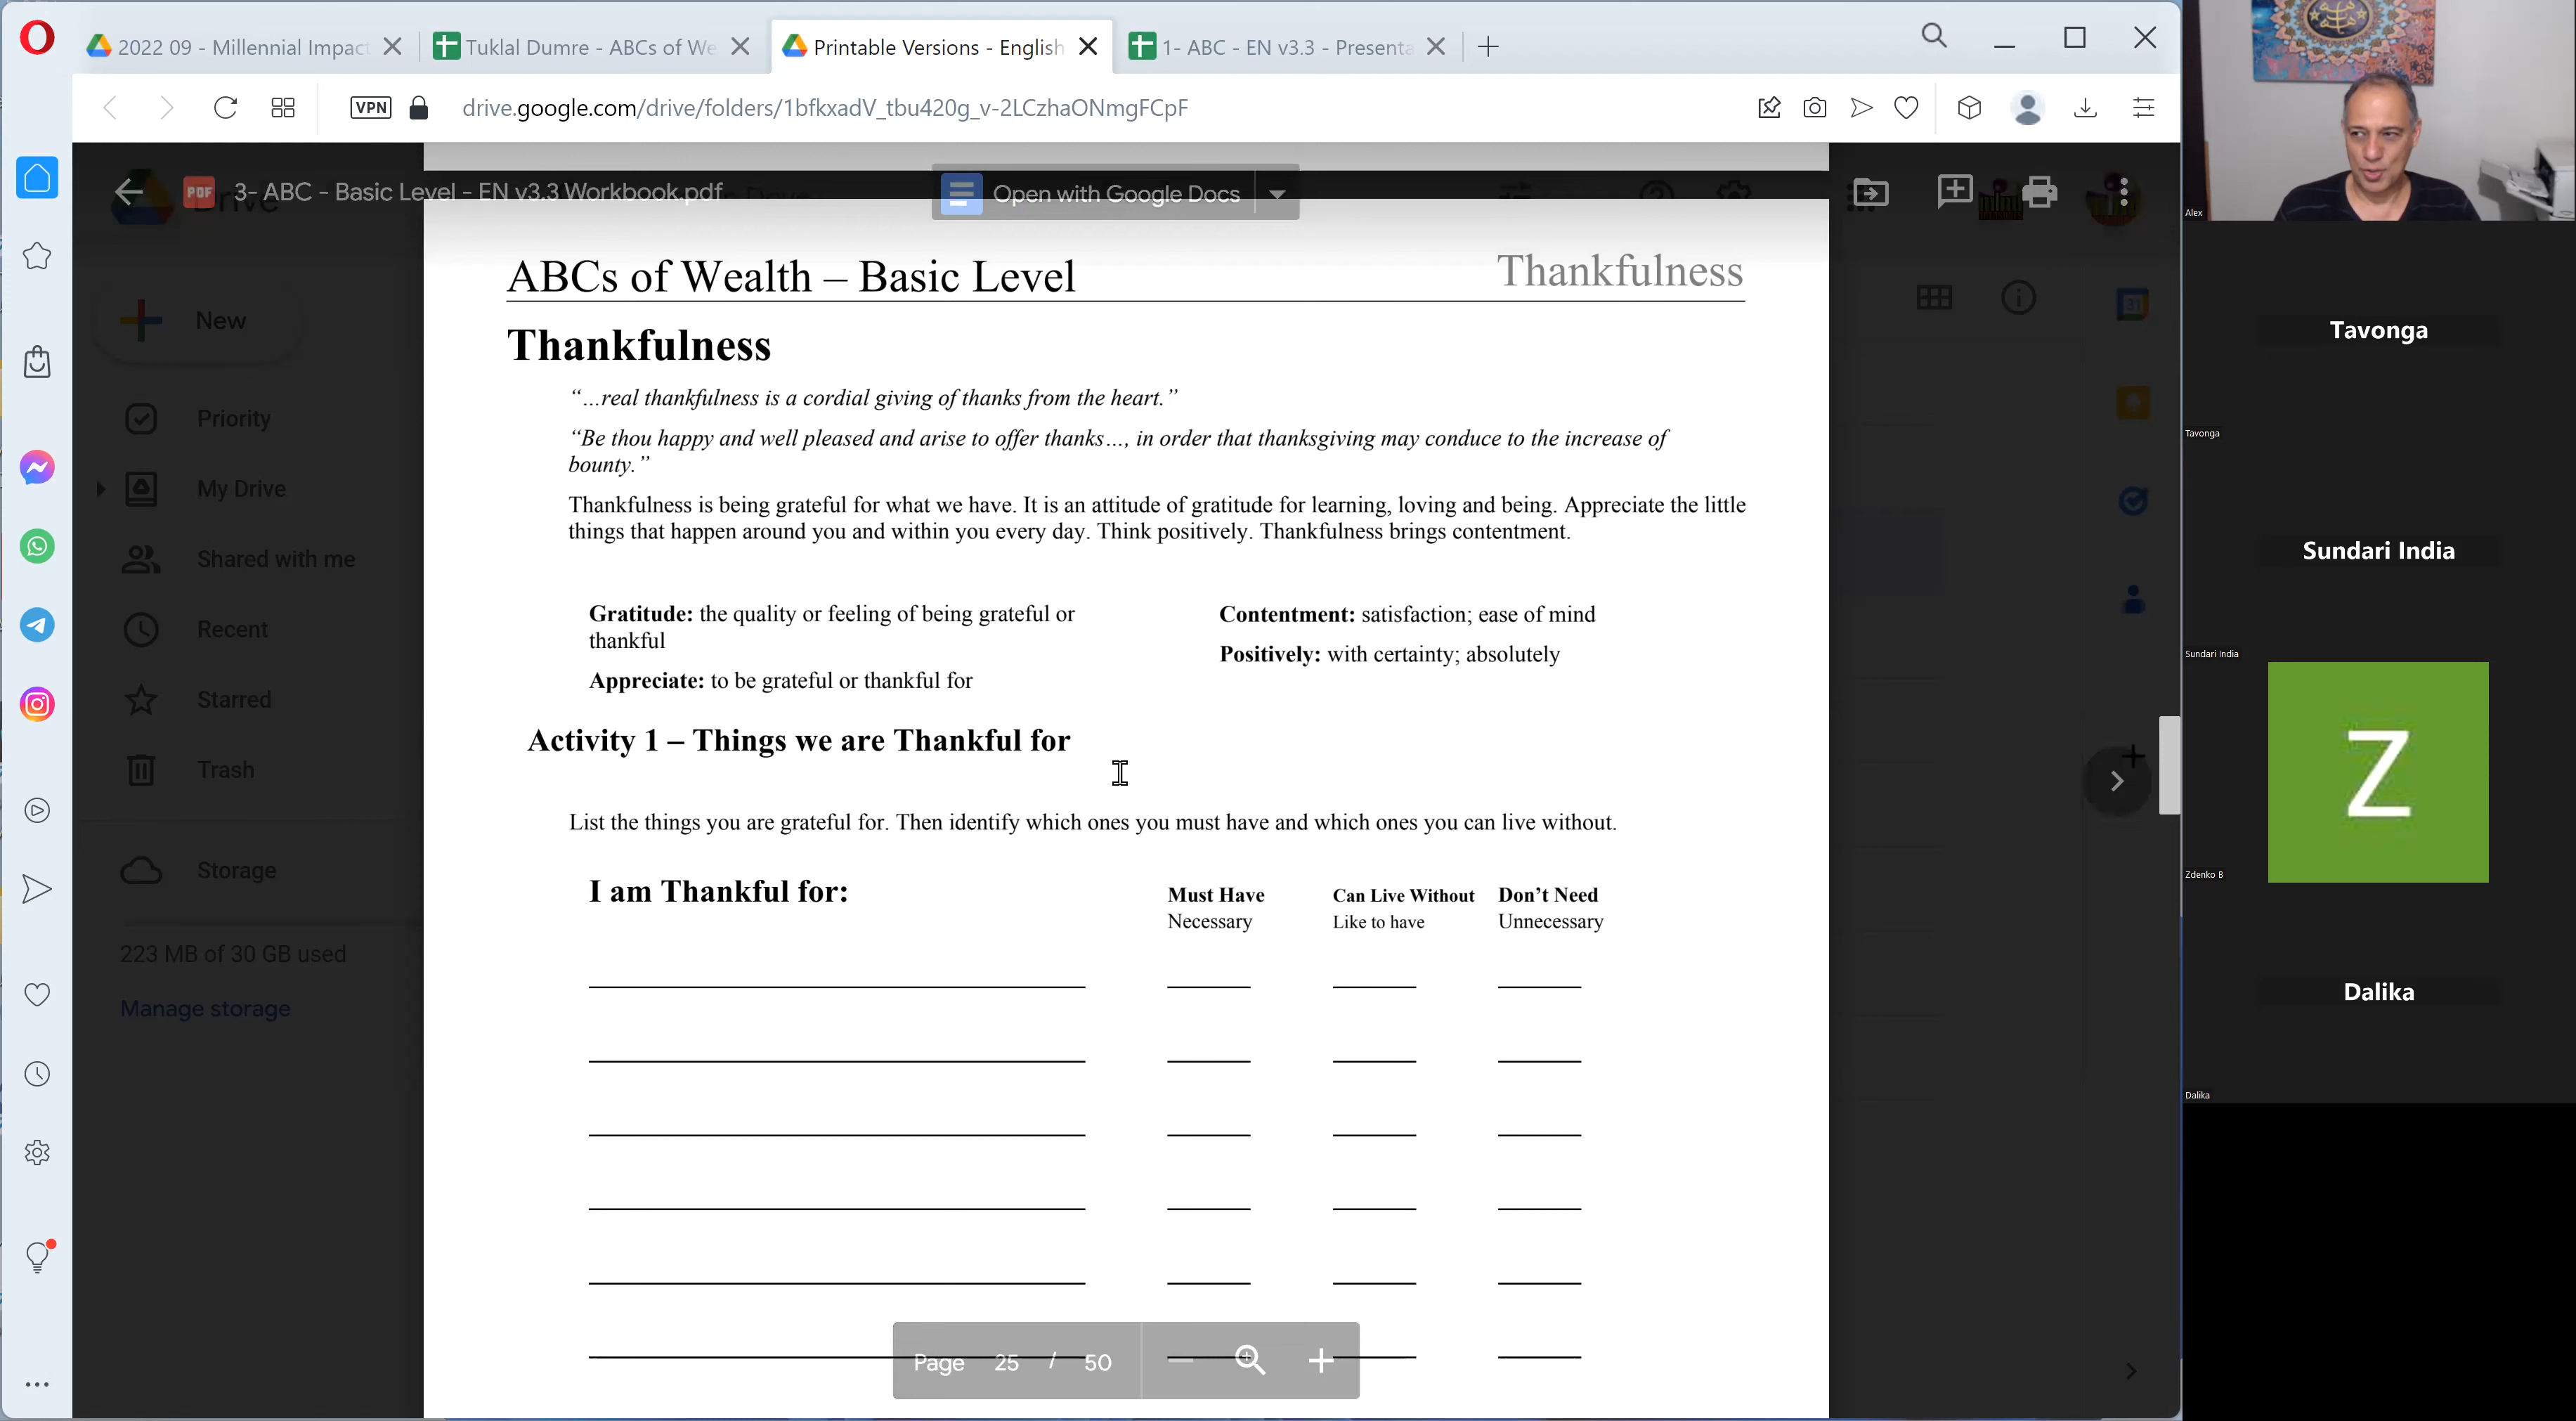 2022 09 - Millennial Impact
Tuklal Dumre - ABCs of We
Printable Versions - English
1- ABC - EN v3.3 - Presenta
VPN
drive.google.com/drive/folders/1bfkxadV_tbu420g_v-2LCzhaONmgFCpF
PDF
3- ABC - Basic Level - EN v3.3 Workbook.pdf
Open with Google Docs
Drive
New
Priority
My Drive
Shared with me
Recent
Starred
Trash
Storage
223 MB of 30 GB used
Manage storage
31
ABCs of Wealth – Basic Level
Thankfulness
Thankfulness
“…real thankfulness is a cordial giving of thanks from the heart.”
“Be thou happy and well pleased and arise to offer thanks…, in order that thanksgiving may conduce to the increase of
bounty.”
Thankfulness is being grateful for what we have. It is an attitude of gratitude for learning, loving and being. Appreciate the little
things that happen around you and within you every day. Think positively. Thankfulness brings contentment.
Gratitude: the quality or feeling of being grateful or
thankful
Appreciate: to be grateful or thankful for
Contentment: satisfaction; ease of mind
Positively: with certainty; absolutely
Activity 1 – Things we are Thankful for
List the things you are grateful for. Then identify which ones you must have and which ones you can live without.
I am Thankful for:
Must Have
Necessary
Can Live Without
Like to have
Don’t Need
Unnecessary
Page 25 / 50
Alex
Tavonga
Tavonga
Sundari India
Sundari India
Z
Zdenko B
Dalika
Dalika